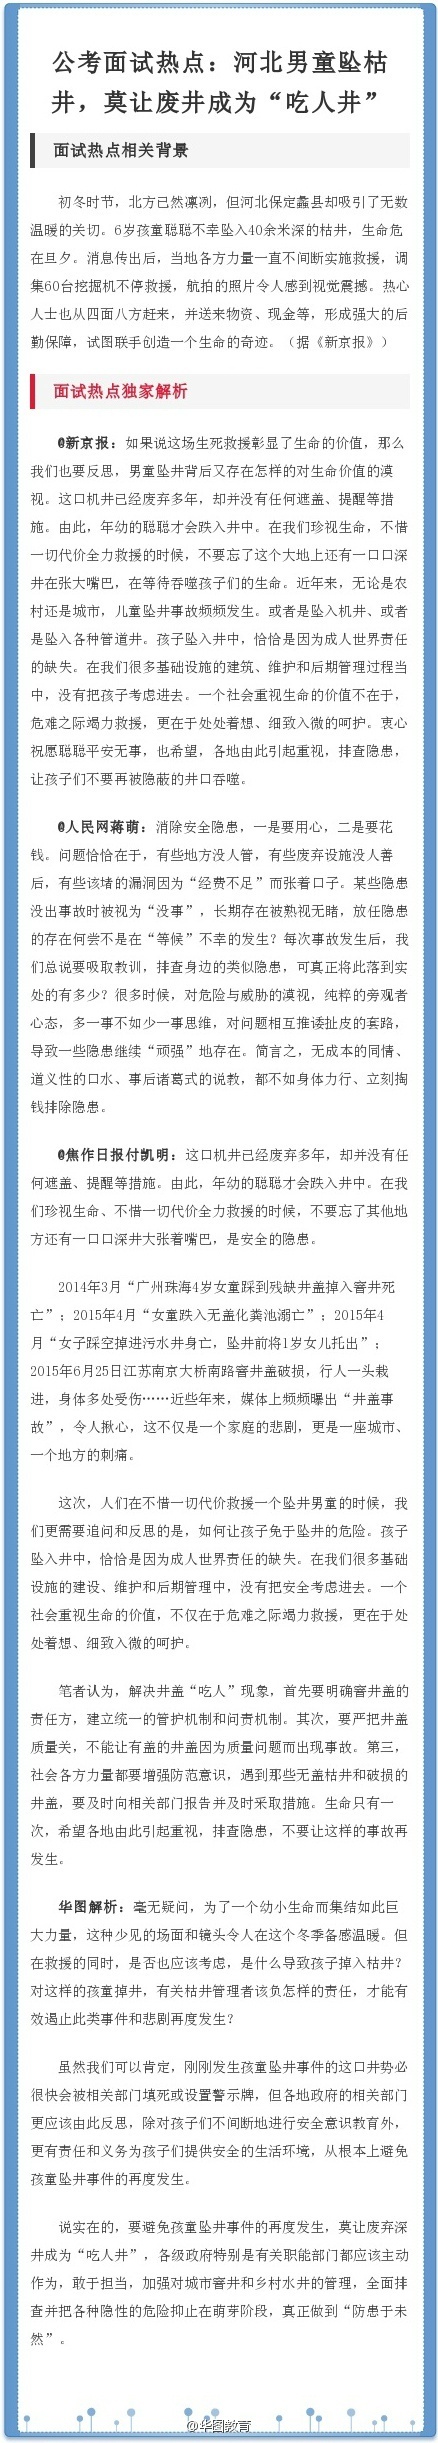 公考面试热点：河北男童坠枯
井，莫让废井成为“吃人井”
面试热点相关背景
初冬时节，北方已然凛冽，但河北保定蠡县却吸引了无数
温暖的关切。6岁孩童聪聪不幸坠入40余米深的枯井，生命危
在旦夕。消息传出后，当地各方力量一直不间断实施救援，调
集60台挖掘机不停救援，航拍的照片令人感到视觉震撼。热心
人士也从四面八方赶来，并送来物资、现金等，形成强大的后
勤保障，试图联手创造一个生命的奇迹。（据《新京报》）
面试热点独家解析
@新京报：如果说这场生死救援彰显了生命的价值，那么
我们也要反思，男童坠井背后又存在怎样的对生命价值的漠
视。这口机井已经废弃多年，却并没有任何遮盖、提醒等措
施。由此，年幼的聪聪才会跌入井中。在我们珍视生命，不惜
一切代价全力救援的时候，不要忘了这个大地上还有一口口深
井在张大嘴巴，在等待吞噬孩子们的生命。近年来，无论是农
村还是城市，儿童坠井事故频频发生。或者是坠入机井、或者
是坠入各种管道井。孩子坠入井中，恰恰是因为成人世界责任
的缺失。在我们很多基础设施的建筑、维护和后期管理过程当
中，没有把孩子考虑进去。一个社会重视生命的价值不在于，
危难之际竭力救援，更在于处处着想、细致入微的呵护。衷心
祝愿聪聪平安无事，也希望，各地由此引起重视，排查隐患，
让孩子们不要再被隐蔽的井口吞噬。
@人民网蒋萌：消除安全隐患，一是要用心，二是要花
钱。问题恰恰在于，有些地方没人管，有些废弃设施没人善
后，有些该堵的漏洞因为“经费不足”而张着口子。某些隐患
没出事故时被视为“没事”，长期存在被熟视无睹，放任隐患
的存在何尝不是在“等候”不幸的发生？每次事故发生后，我
们总说要吸取教训，排查身边的类似隐患，可真正将此落到实
处的有多少？很多时候，对危险与威胁的漠视，纯粹的旁观者
心态，多一事不如少一事思维，对问题相互推诿扯皮的套路，
导致一些隐患继续“顽强”地存在。简言之，无成本的同情、
道义性的口水、事后诸葛式的说教，都不如身体力行、立刻掏
钱排除隐患。
@焦作日报付凯明：这口机井已经废弃多年，却并没有任
何遮盖、提醒等措施。由此，年幼的聪聪才会跌入井中。在我
们珍视生命、不惜一切代价全力救援的时候，不要忘了其他地
方还有一口口深井大张着嘴巴，是安全的隐患。
2014年3月“广州珠海4岁女童踩到残缺井盖掉入窨井死
亡”；2015年4月“女童跌入无盖化粪池溺亡”；2015年4
月“女子踩空掉进污水井身亡，坠井前将1岁女儿托出”；
2015年6月25日江苏南京大桥南路窨井盖破损，行人一头栽
进，身体多处受伤……近些年来，媒体上频频曝出“井盖事
故”，令人揪心，这不仅是一个家庭的悲剧，更是一座城市、
一个地方的刺痛。
这次，人们在不惜一切代价救援一个坠井男童的时候，我
们更需要追问和反思的是，如何让孩子免于坠井的危险。孩子
坠入井中，恰恰是因为成人世界责任的缺失。在我们很多基础
设施的建设、维护和后期管理中，没有把安全考虑进去。一个
社会重视生命的价值，不仅在于危难之际竭力救援，更在于处
处着想、细致入微的呵护。
笔者认为，解决井盖“吃人”现象，首先要明确窨井盖的
责任方，建立统一的管护机制和问责机制。其次，要严把井盖
质量关，不能让有盖的井盖因为质量问题而出现事故。第三，
社会各方力量都要增强防范意识，遇到那些无盖枯井和破损的
井盖，要及时向相关部门报告并及时采取措施。生命只有一
次，希望各地由此引起重视，排查隐患，不要让这样的事故再
发生。
华图解析：毫无疑问，为了一个幼小生命而集结如此巨
大力量，这种少见的场面和镜头令人在这个冬季备感温暖。但
在救援的同时，是否也应该考虑，是什么导致孩子掉入枯井？
对这样的孩童掉井，有关枯井管理者该负怎样的责任，才能有
效遏止此类事件和悲剧再度发生？
虽然我们可以肯定，刚刚发生孩童坠井事件的这口井势必
很快会被相关部门填死或设置警示牌，但各地政府的相关部门
更应该由此反思，除对孩子们不间断地进行安全意识教育外，
更有责任和义务为孩子们提供安全的生活环境，从根本上避免
孩童坠井事件的再度发生。
说实在的，要避免孩童坠井事件的再度发生，莫让废弃深
井成为“吃人井”，各级政府特别是有关职能部门都应该主动
作为，敢于担当，加强对城市窨井和乡村水井的管理，全面排
查并把各种隐性的危险抑止在萌芽阶段，真正做到“防患于未
然”。
@华图教育